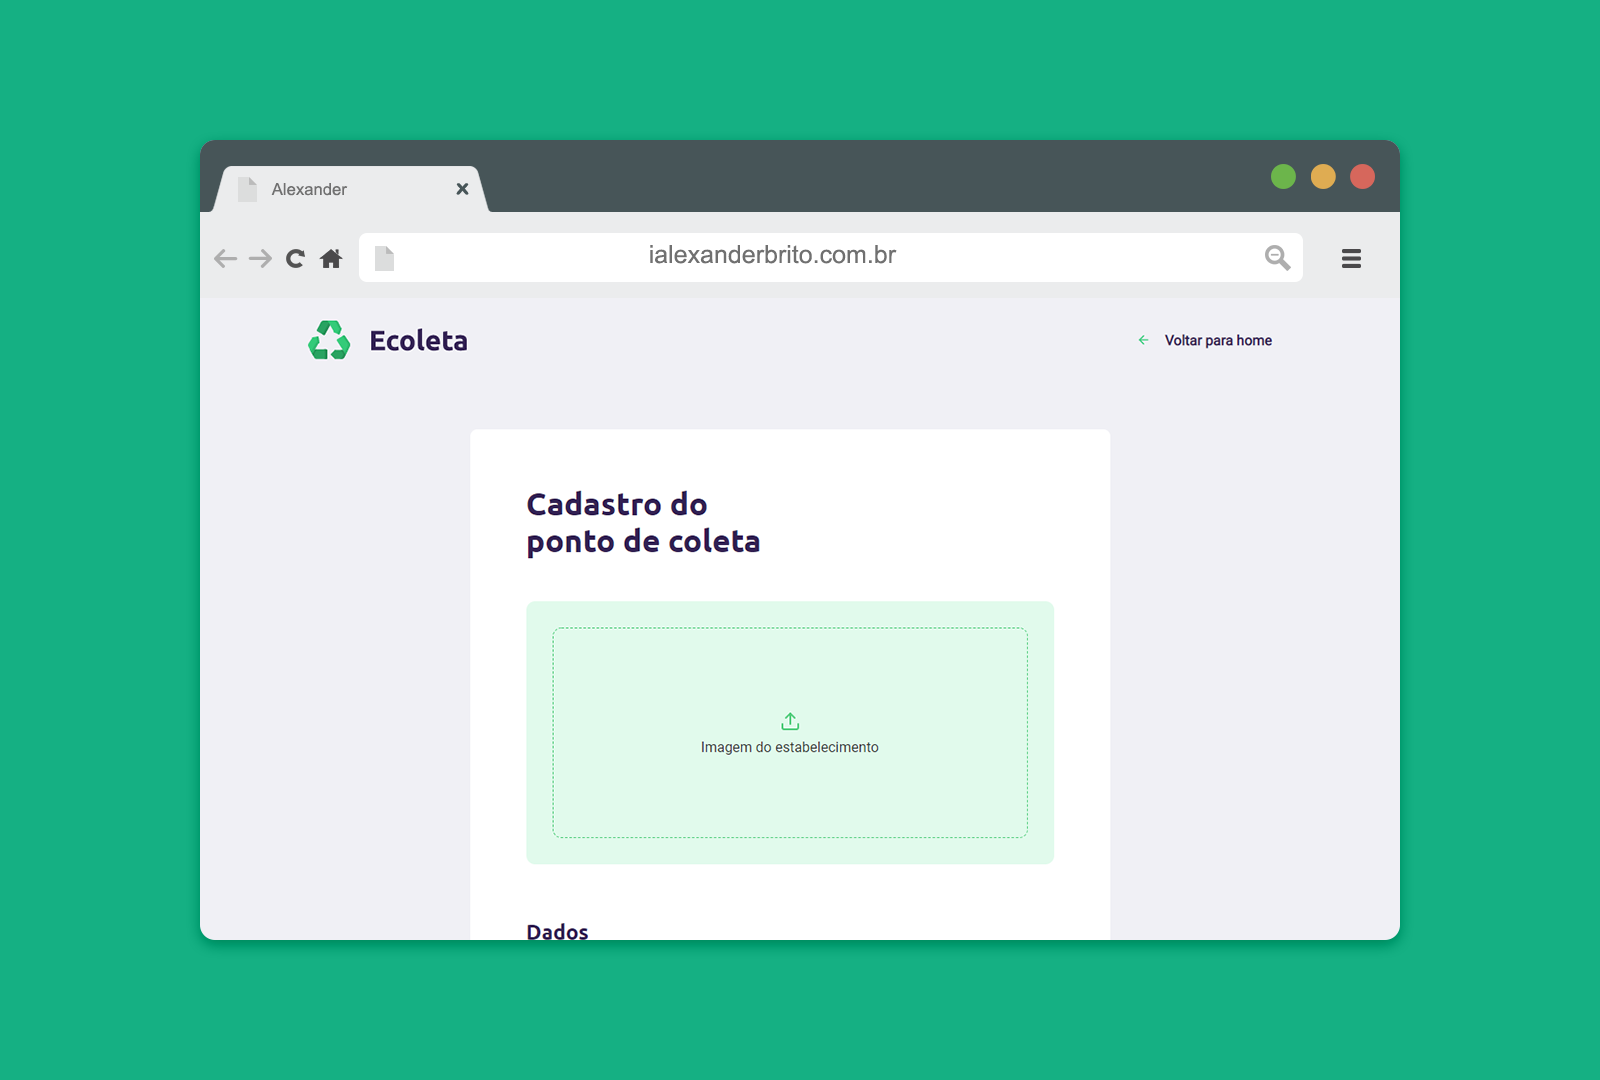 Alexander
ialexanderbrito.com.br
Ecoleta
Voltar para home
Cadastro do
ponto de coleta
Imagem do estabelecimento
Dados